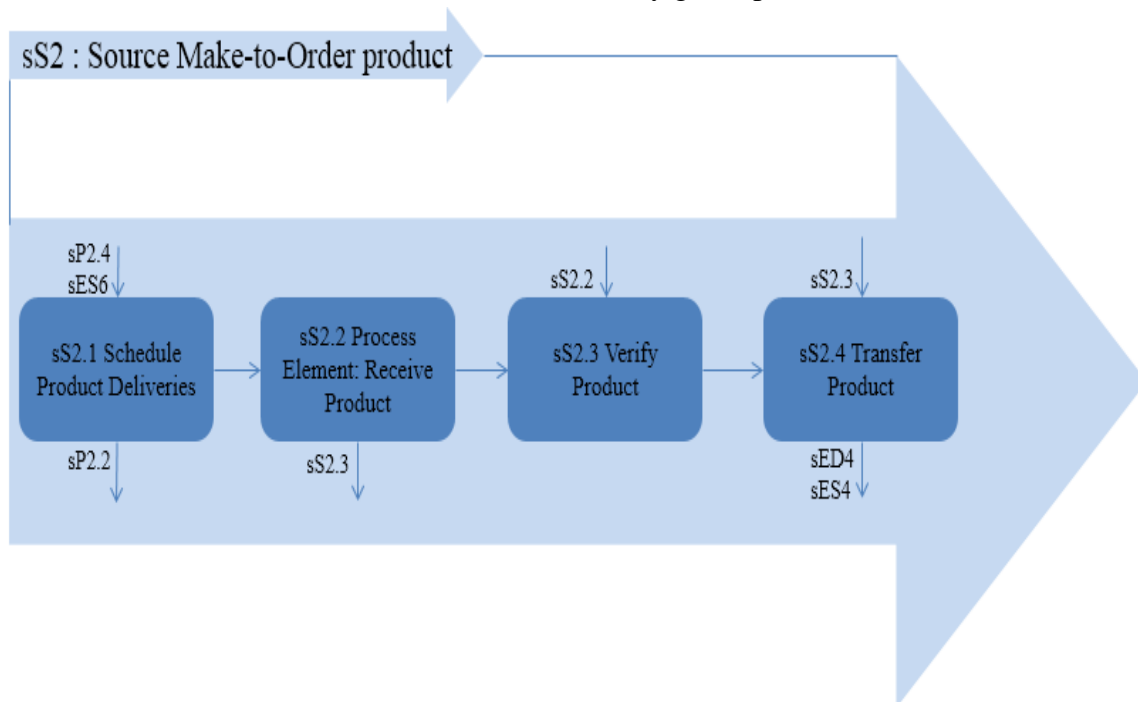 sS2 : Source Make-to-Order product
sP2.4
sES6
sS2.2
sS2.3
sS2.1 Schedule
Product Deliveries
sS2.2 Process
Element: Receive
Product
sS2.3 Verify
Product
sS2.4 Transfer
Product
sP2.2
sS2.3
sED4
sES4